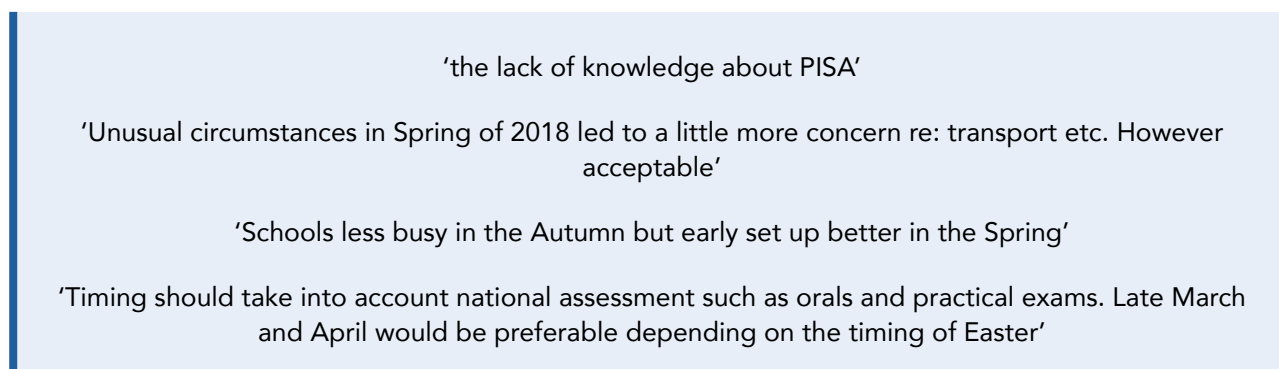 ‘the lack of knowledge about PISA’
‘Unusual circumstances in Spring of 2018 led to a little more concern re: transport etc. However
acceptable’
‘Schools less busy in the Autumn but early set up better in the Spring’
‘Timing should take into account national assessment such as orals and practical exams. Late March
and April would be preferable depending on the timing of Easter’